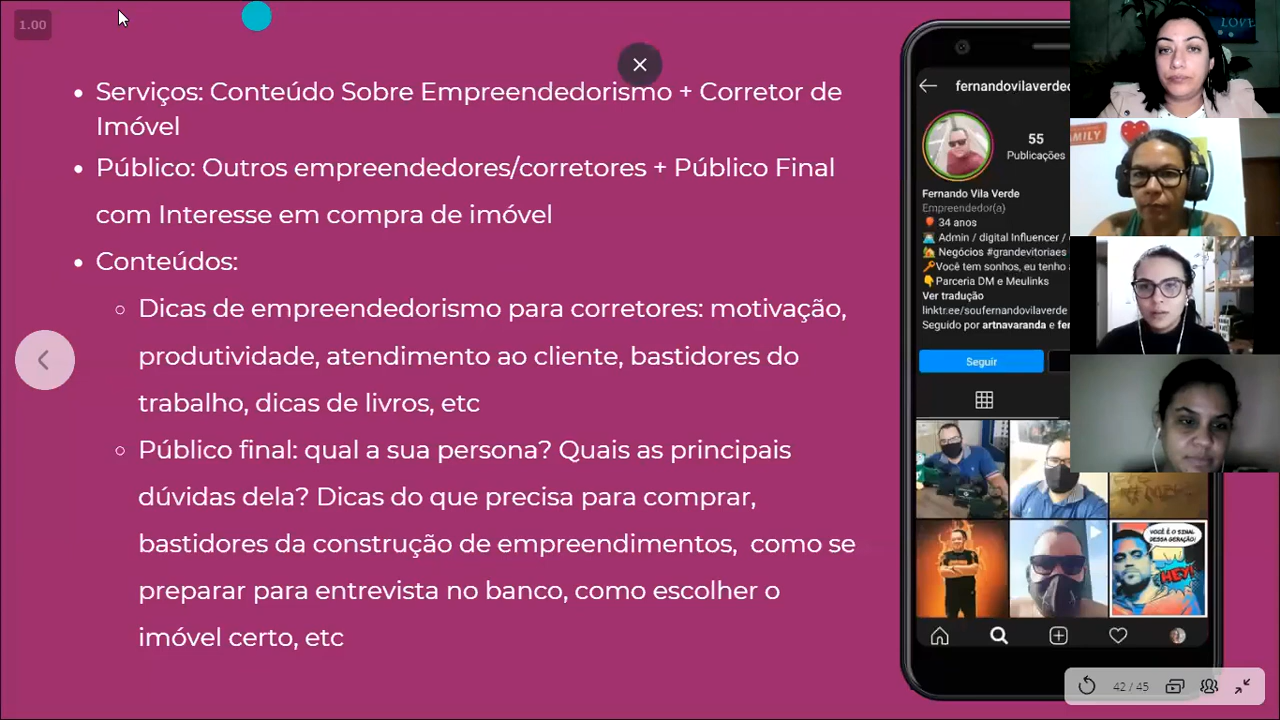 1.00
• Serviços: Conteúdo Sobre Empreendedorismo + Corretor de
Imóvel
• Público: Outros empreendedores/corretores + Público Final
com Interesse em compra de imóvel
• Conteúdos:
◦ Dicas de empreendedorismo para corretores: motivação,
produtividade, atendimento ao cliente, bastidores do
trabalho, dicas de livros, etc
◦ Público final: qual a sua persona? Quais as principais
dúvidas dela? Dicas do que precisa para comprar,
bastidores da construção de empreendimentos, como se
preparar para entrevista no banco, como escolher o
imóvel certo, etc
fernandovilaverdec
55
Publicações
Fernando Vila Verde
Empreendedor(a)
34 anos
Admin / digital Influencer /
Negócios #grandevitoriaes
Você tem sonhos, eu tenho a
Parceria DM e Meulinks
Ver tradução
linktr.ee/soufernandovilaverde
Seguido por artnavaranda e fer
Seguir
VOCÊ É O SINAL
DESSA GERAÇÃO!
HEY!
LOVE
FAMILY
42 / 45